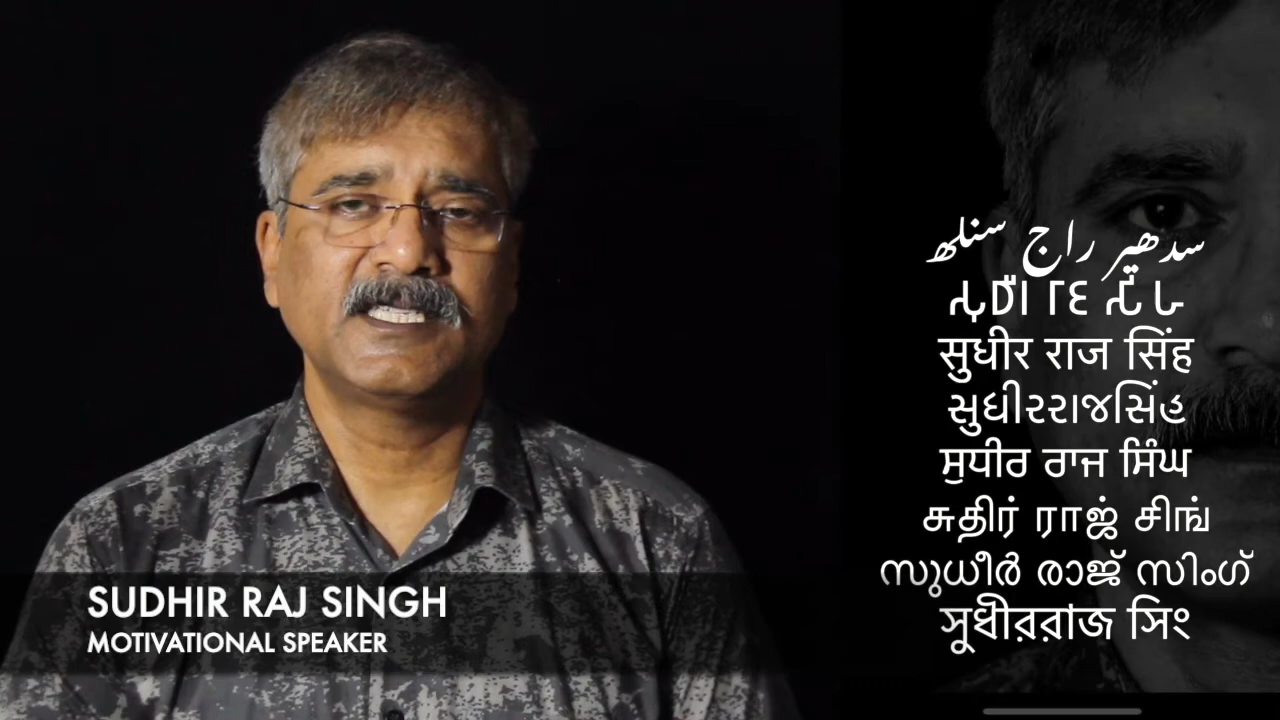 SUDHIR RAJ SINGH
MOTIVATIONAL SPEAKER
سدھیر راج سنلھ
सुधीर राज सिंह
સુધીરરાજસિંહ
ਸੁਧੀਰ ਰਾਜ ਸਿੰਘ
சுதிர் ராஜ் சிங்
സുധീർ രാജ് സിംഗ്
সুধীররাজ সিং